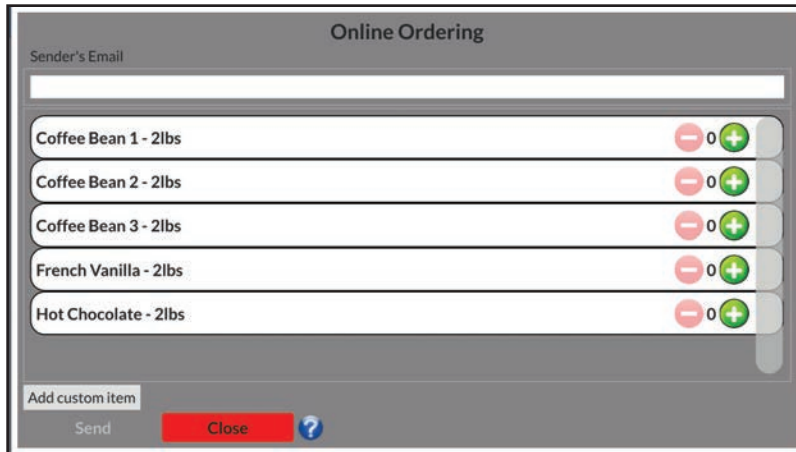 Online Ordering
Sender's Email
Coffee Bean 1 - 2lbs 0
Coffee Bean 2 - 2lbs 0
Coffee Bean 3 - 2lbs 0
French Vanilla - 2lbs 0
Hot Chocolate - 2lbs 0
Add custom item
Send Close ?